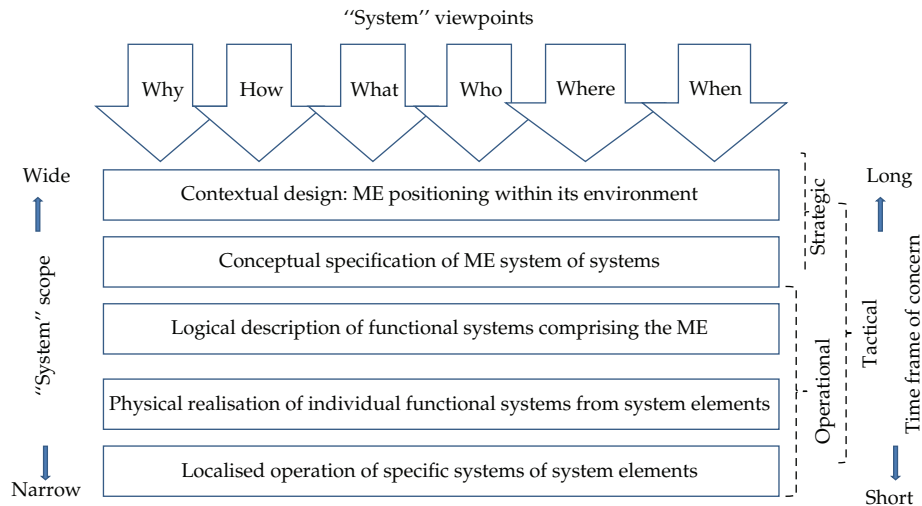 “System” viewpoints
Why
How
What
Who
Where
When
Wide
Contextual design: ME positioning within its environment
Strategic
Long
Conceptual specification of ME system of systems
“System” scope
Logical description of functional systems comprising the ME
Operational
Tactical
Time frame of concern
Physical realisation of individual functional systems from system elements
Localised operation of specific systems of system elements
Narrow
Short